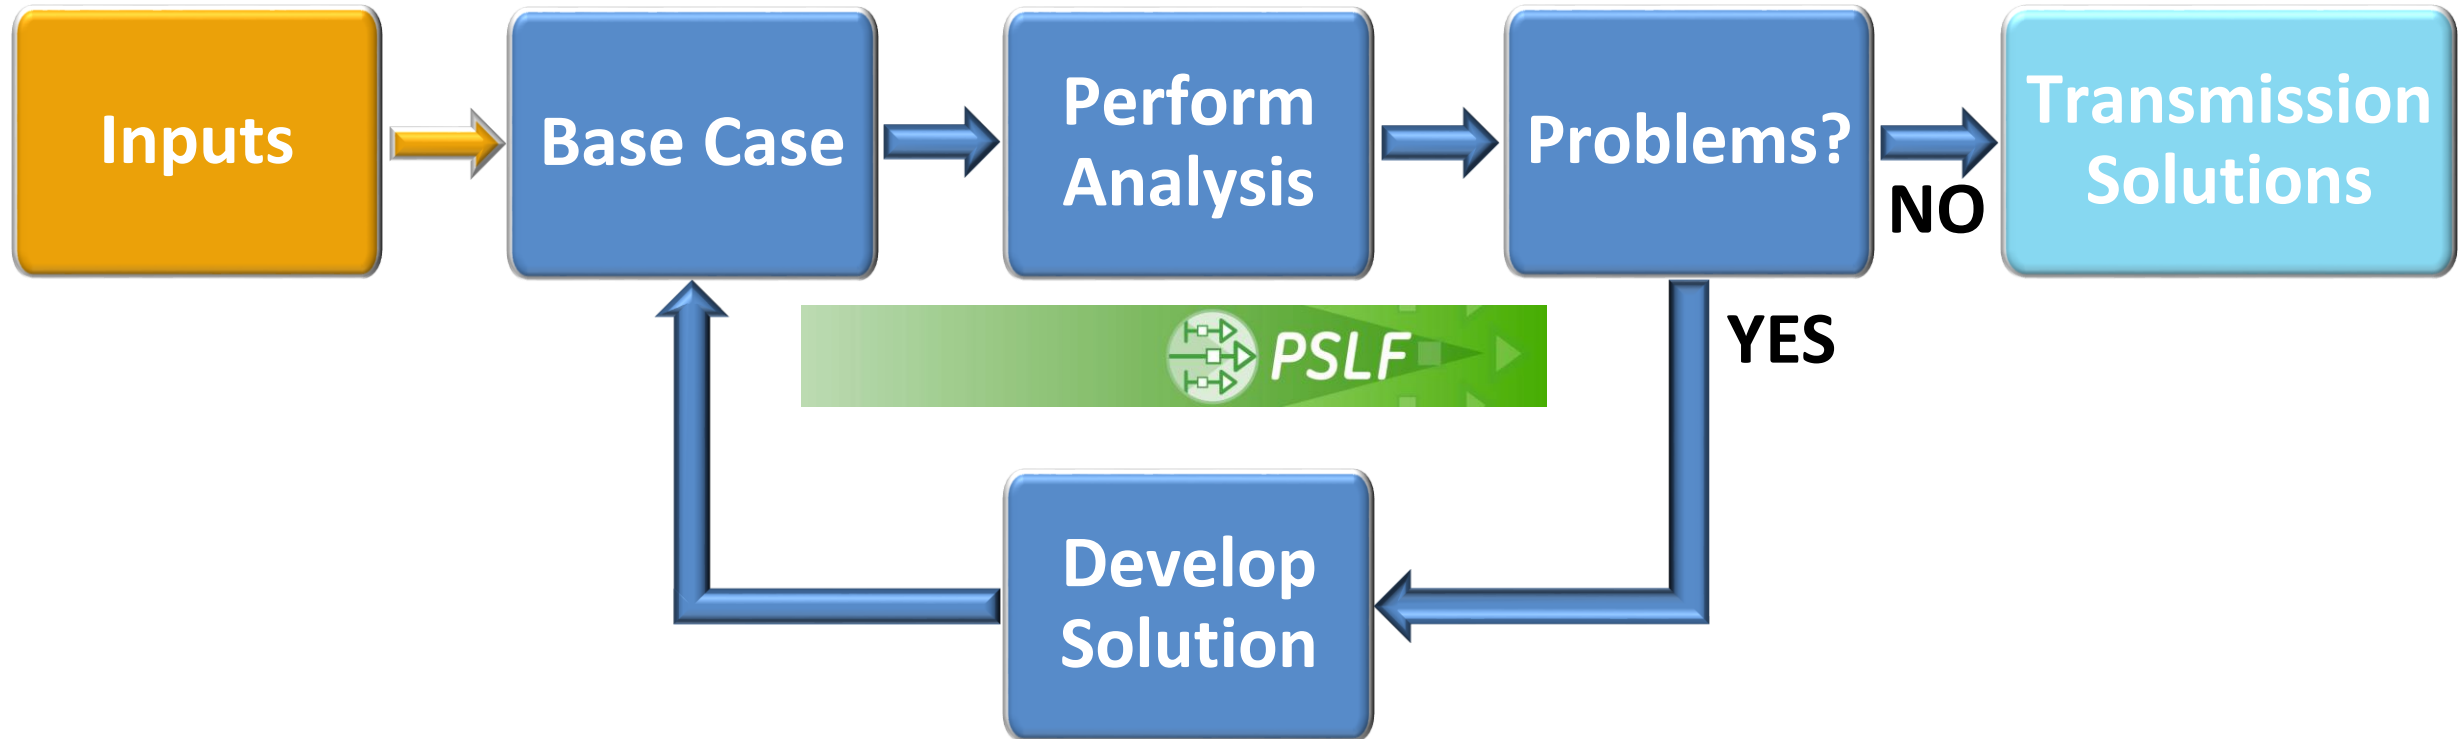 Inputs
Base Case
Perform
Analysis
Problems?
NO
Transmission
Solutions
YES
PSLF
Develop
Solution